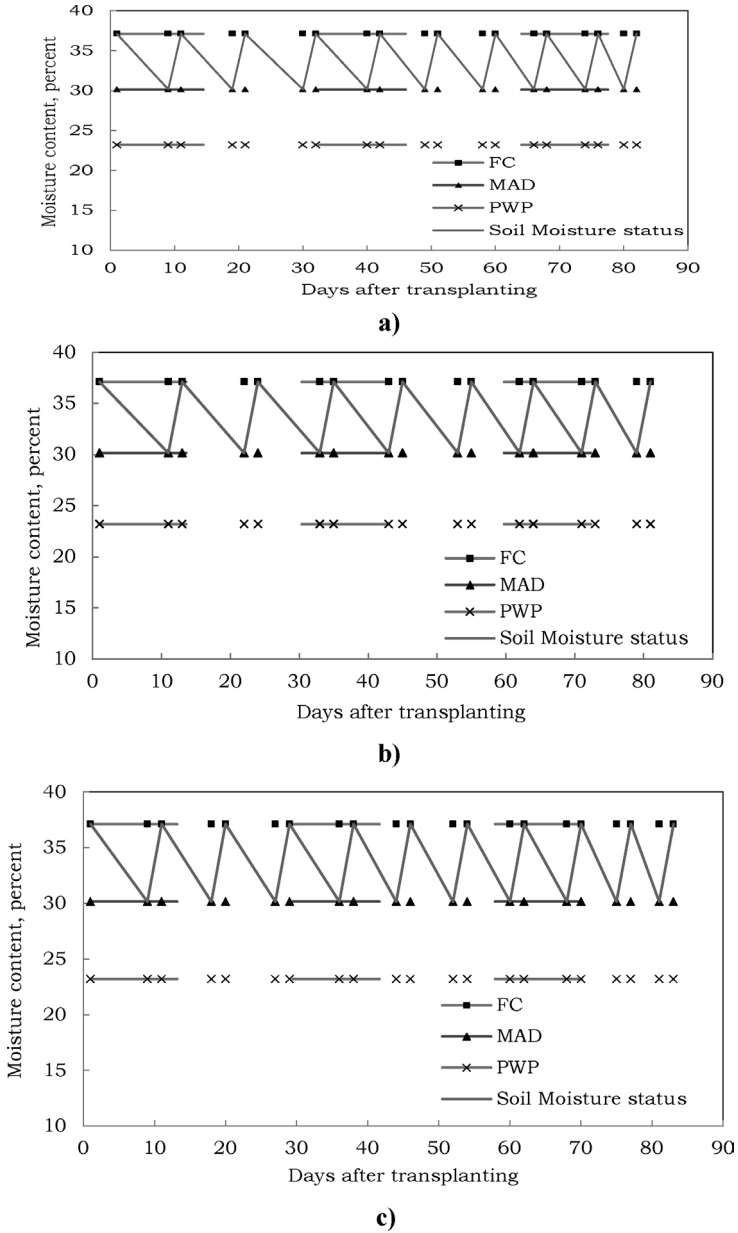 Moisture content, percent
40
35
30
25
20
15
10
0 10 20 30 40 50 60 70 80 90
FC
MAD
PWP
Soil Moisture status
Days after transplanting
a)
Moisture content, percent
40
35
30
25
20
15
10
0 10 20 30 40 50 60 70 80 90
FC
MAD
PWP
Soil Moisture status
Days after transplanting
b)
Moisture content, percent
40
35
30
25
20
15
10
0 10 20 30 40 50 60 70 80 90
FC
MAD
PWP
Soil Moisture status
Days after transplanting
c)